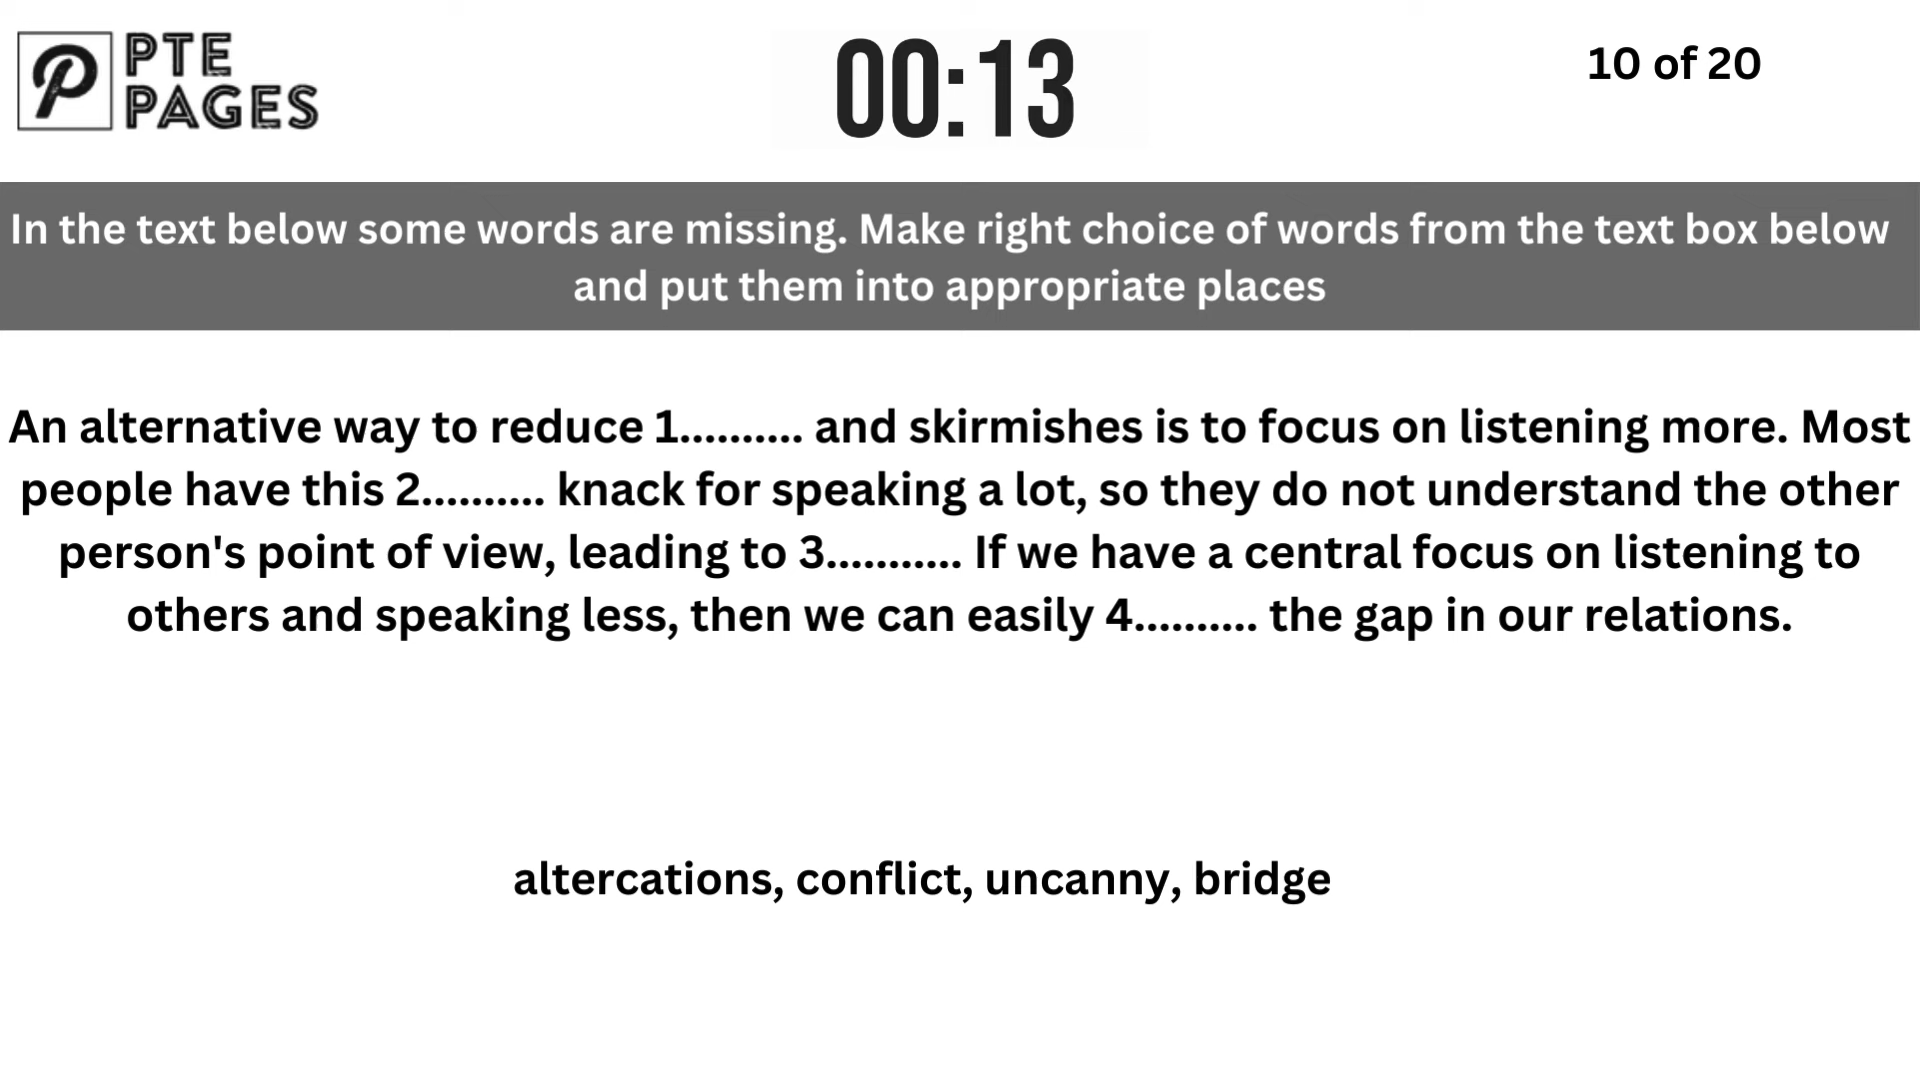 PTE
PAGES
00:13
10 of 20
In the text below some words are missing. Make right choice of words from the text box below
and put them into appropriate places
An alternative way to reduce 1.......... and skirmishes is to focus on listening more. Most
people have this 2.......... knack for speaking a lot, so they do not understand the other
person's point of view, leading to 3........... If we have a central focus on listening to
others and speaking less, then we can easily 4.......... the gap in our relations.
altercations, conflict, uncanny, bridge